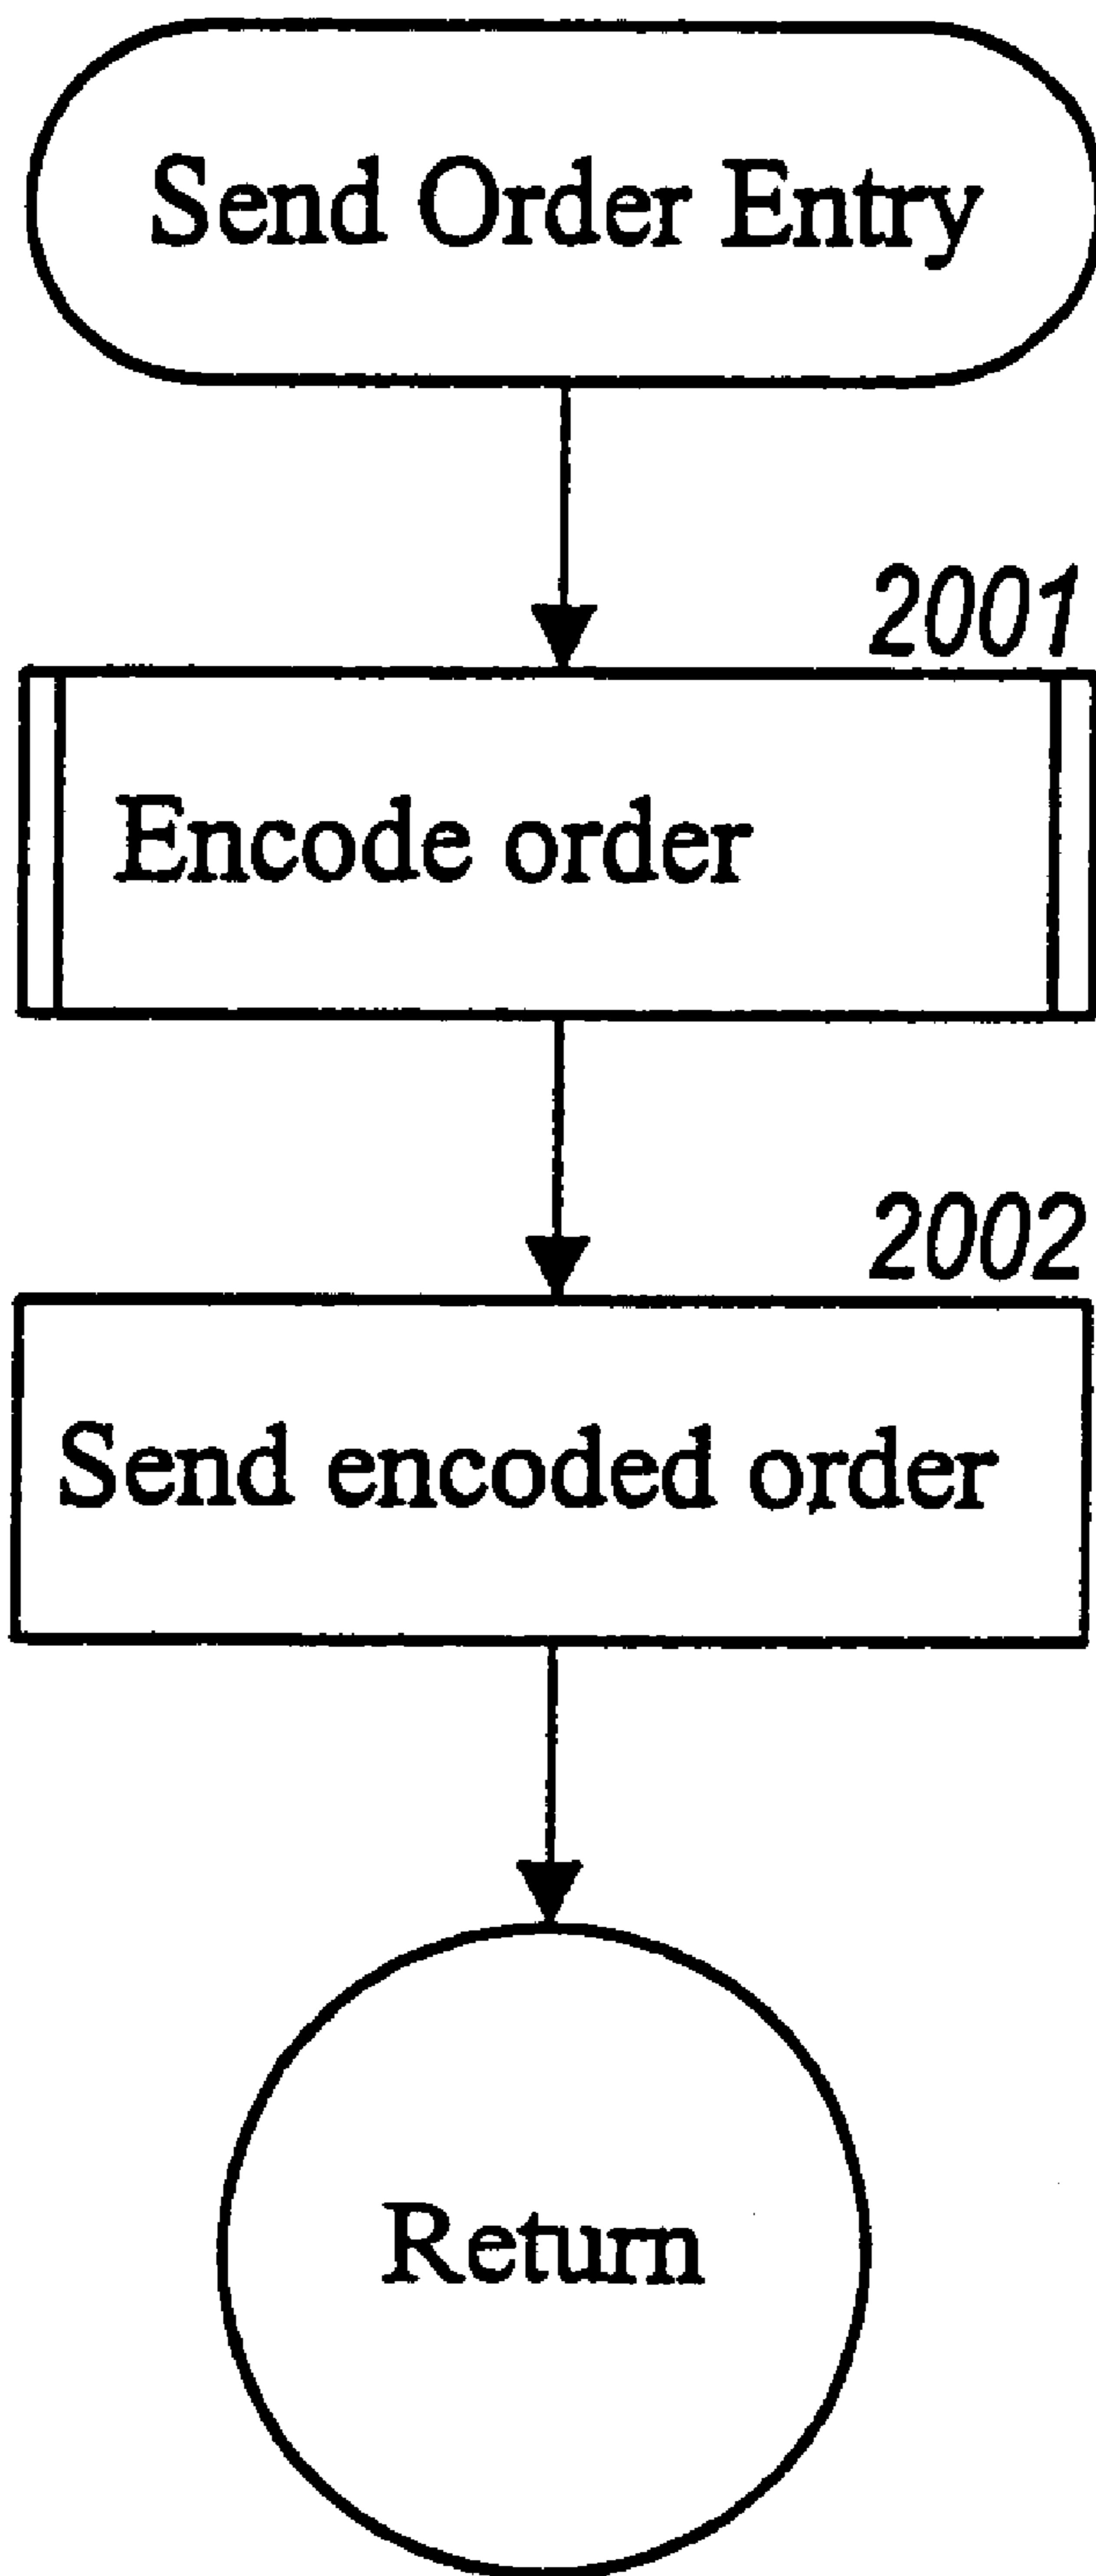 Send Order Entry
2001
Encode order
2002
Send encoded order
Return